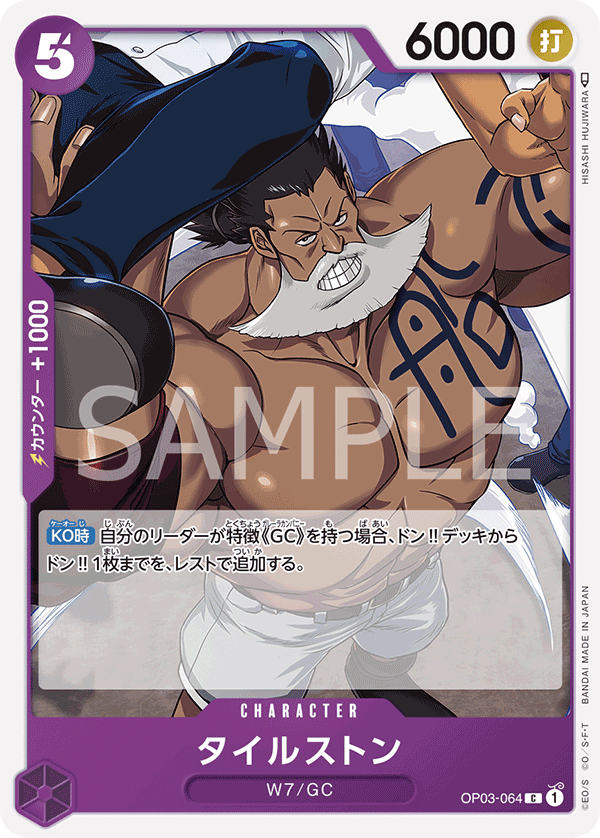 5
6000
打
HISASHI HUJIWARA
カウンター +1000
船
SAMPLE
KO時 自分のリーダーが特徴《GC》を持つ場合、ドン!!デッキから
ドン!!1枚までを、レストで追加する。
BANDAI MADE IN JAPAN
©E.O/S ©O/S・F・T
CHARACTER
タイルストン
W7/GC
OP03-064 C 1